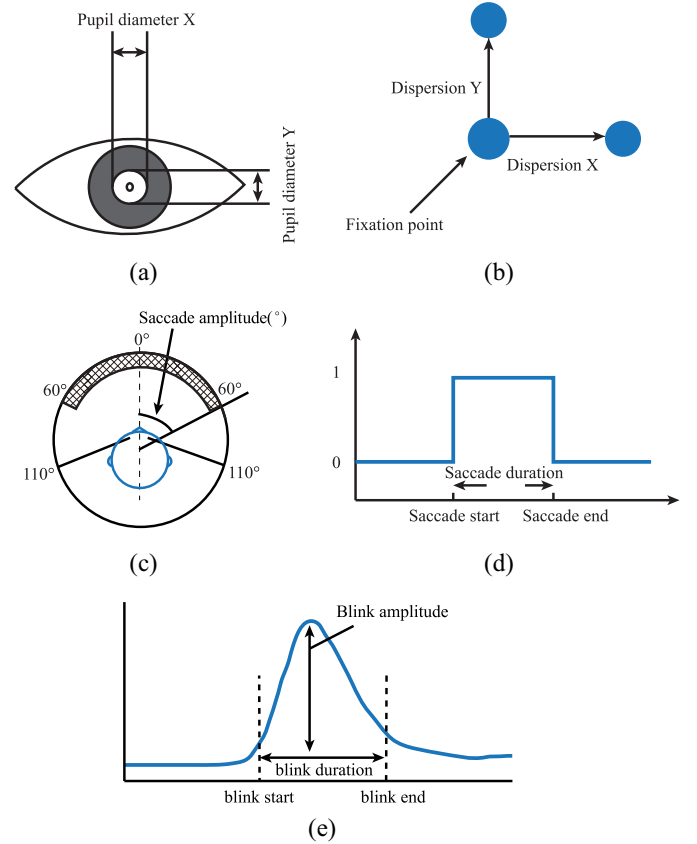 Pupil diameter X
Pupil diameter Y
(a)
Dispersion Y
Dispersion X
Fixation point
(b)
Saccade amplitude(°)
0°
60°
60°
110°
110°
(c)
1
0
Saccade duration
Saccade start
Saccade end
(d)
Blink amplitude
blink duration
blink start
blink end
(e)